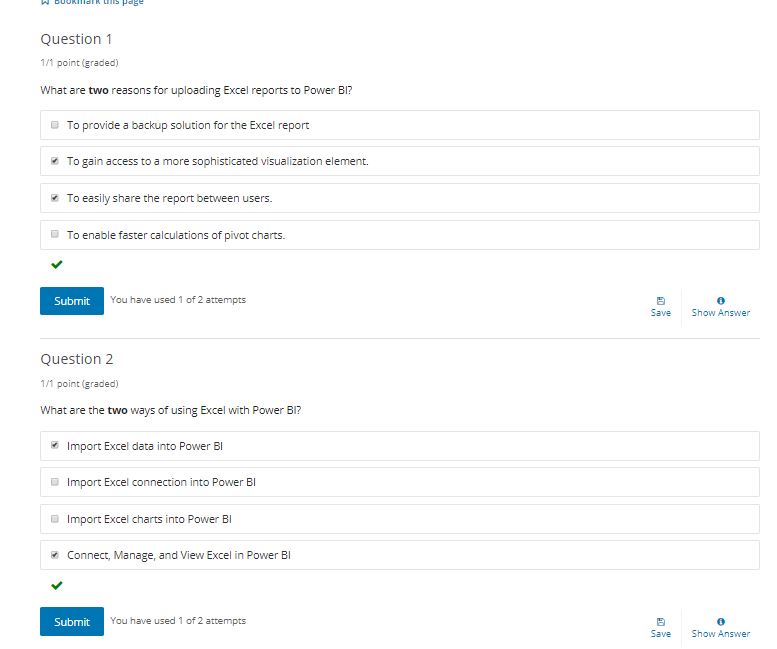 Bookmark this page
Question 1
1/1 point (graded)
What are two reasons for uploading Excel reports to Power BI?
To provide a backup solution for the Excel report
To gain access to a more sophisticated visualization element.
To easily share the report between users.
To enable faster calculations of pivot charts.
Submit You have used 1 of 2 attempts
Save Show Answer
Question 2
1/1 point (graded)
What are the two ways of using Excel with Power BI?
Import Excel data into Power BI
Import Excel connection into Power BI
Import Excel charts into Power BI
Connect, Manage, and View Excel in Power BI
Submit You have used 1 of 2 attempts
Save Show Answer